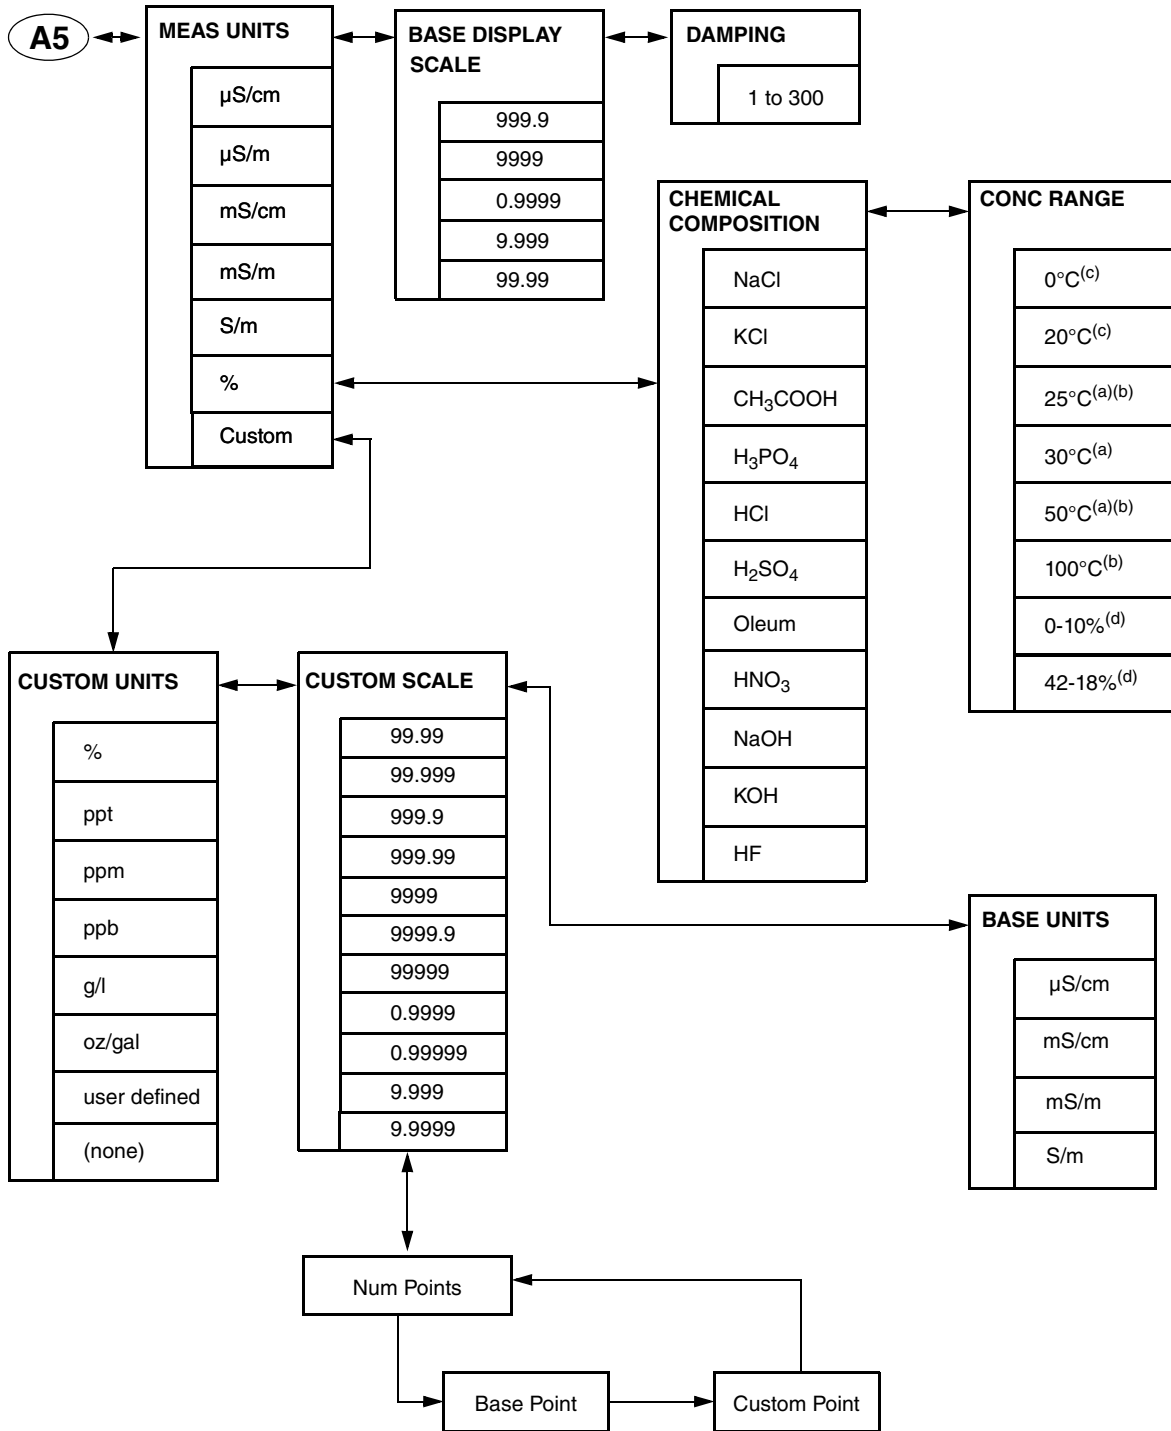 A5
MEAS UNITS
µS/cm
µS/m
mS/cm
mS/m
S/m
%
Custom
BASE DISPLAY
SCALE
999.9
9999
0.9999
9.999
99.99
DAMPING
1 to 300
CHEMICAL
COMPOSITION
NaCl
KCl
CH₃COOH
H₃PO₄
HCl
H₂SO₄
Oleum
HNO₃
NaOH
KOH
HF
CONC RANGE
0°C(c)
20°C(c)
25°C(a)(b)
30°C(a)
50°C(a)(b)
100°C(b)
0-10%(d)
42-18%(d)
CUSTOM UNITS
%
ppt
ppm
ppb
g/l
oz/gal
user defined
(none)
CUSTOM SCALE
99.99
99.999
999.9
999.99
9999
9999.9
99999
0.9999
0.99999
9.999
9.9999
BASE UNITS
µS/cm
mS/cm
mS/m
S/m
Num Points
Base Point
Custom Point